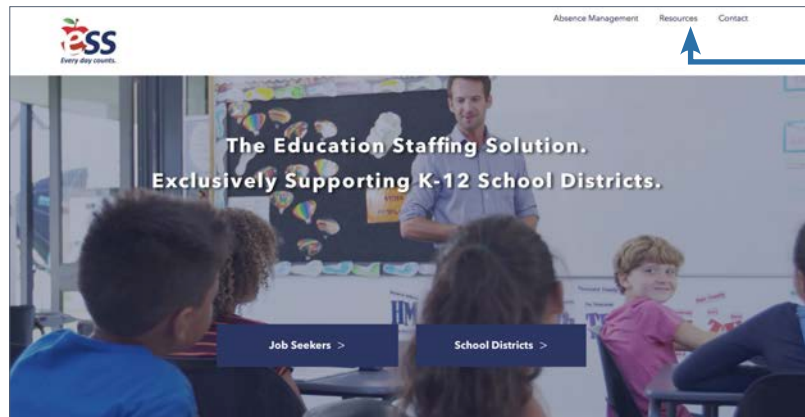 Absence Management Resources Contact
ess
Every day counts.
The Education Staffing Solution.
Exclusively Supporting K-12 School Districts.
Job Seekers >
School Districts >